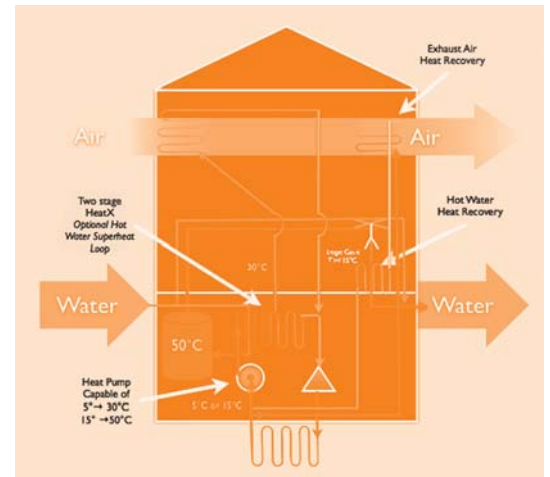 Exhaust Air
Heat Recovery
Air
Air
Two stage
HeatX
Optional Hot
Water Superheat
Loop
Hot Water
Heat Recovery
30°C
Water
Water
50°C
Heat Pump
Capable of
5° → 30°C
15° → 50°C
5°C or 15°C